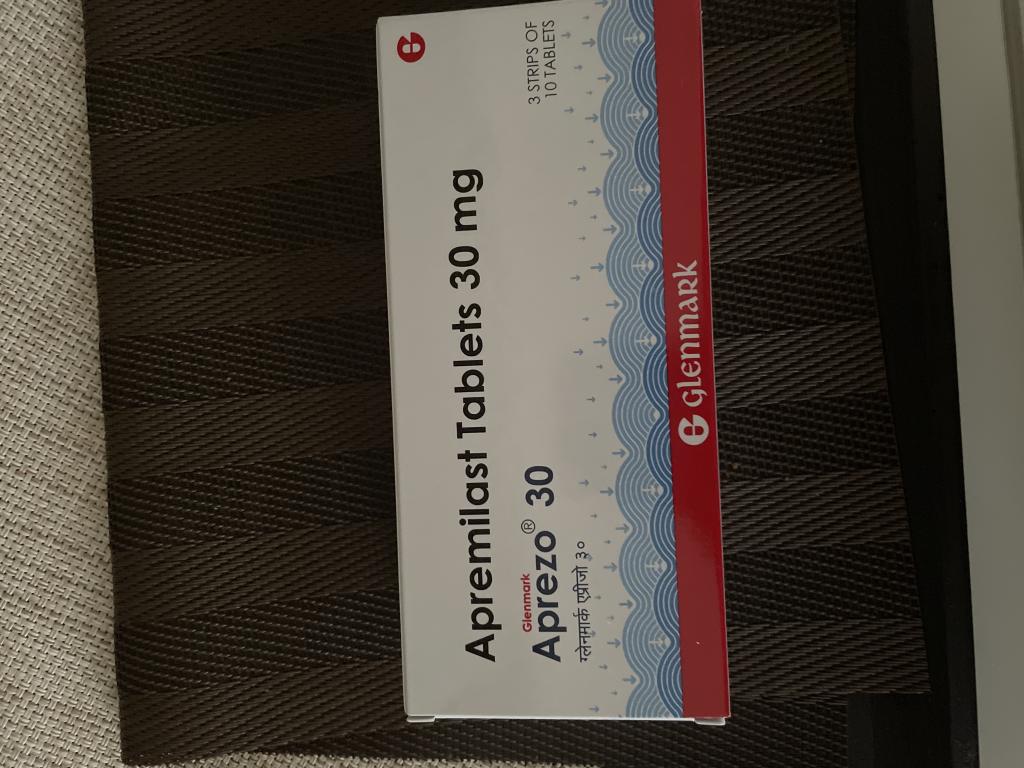 Apremilast Tablets 30 mg
Glenmark
Aprezo® 30
ग्लेनमार्क एप्रीजो ३०
3 STRIPS OF
10 TABLETS
GLENMARK